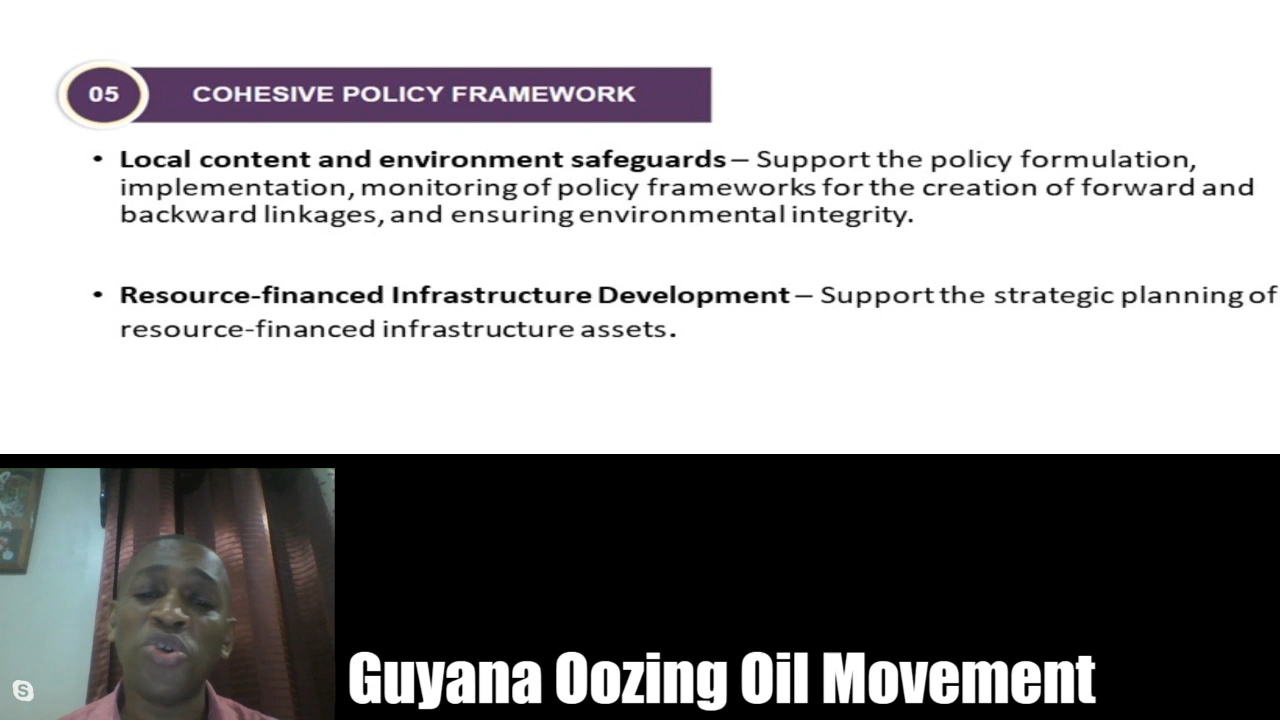 05
COHESIVE POLICY FRAMEWORK
• Local content and environment safeguards – Support the policy formulation,
implementation, monitoring of policy frameworks for the creation of forward and
backward linkages, and ensuring environmental integrity.
• Resource-financed Infrastructure Development – Support the strategic planning of
resource-financed infrastructure assets.
Guyana Oozing Oil Movement